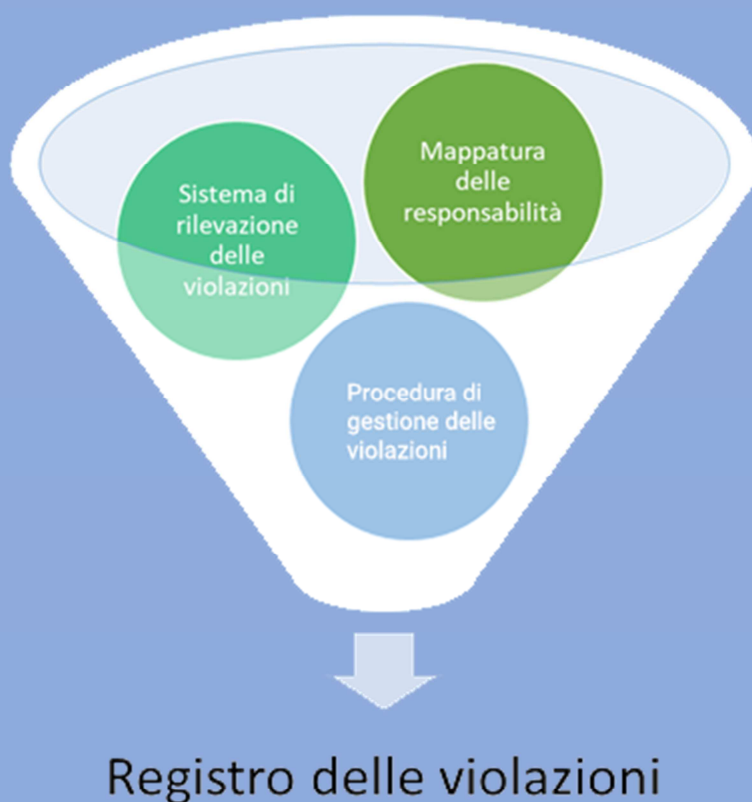 Mappatura
delle
responsabilità
Sistema di
rilevazione
delle
violazioni
Procedura di
gestione delle
violazioni
Registro delle violazioni